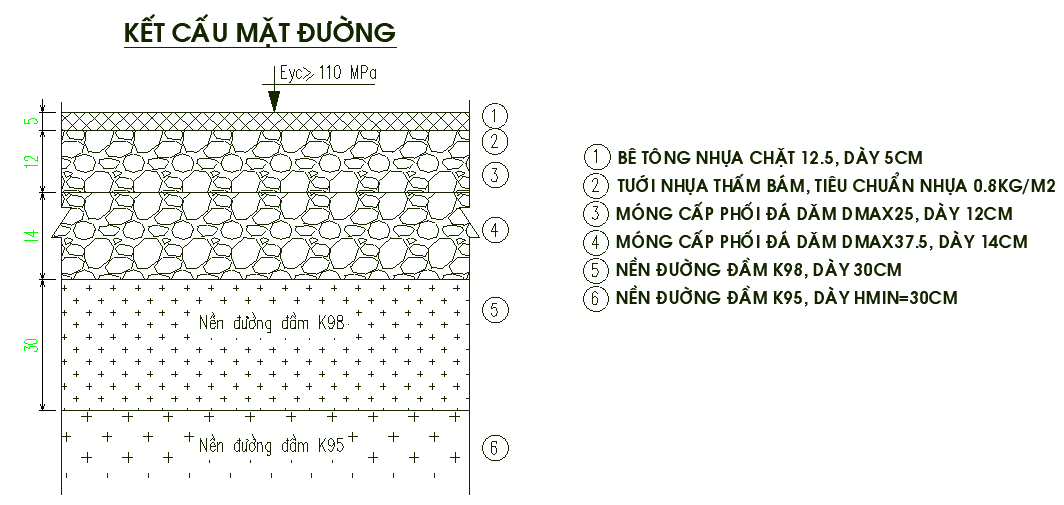 KẾT CẤU MẶT ĐƯỜNG
Eyc≥ 110 MPa
5
12
14
30
1
2
3
4
5
6
Nền đường đầm K98
Nền đường đầm K95
1 BÊ TÔNG NHỰA CHẶT 12.5, DÀY 5CM
2 TƯỚI NHỰA THẤM BÁM, TIÊU CHUẨN NHỰA 0.8KG/M2
3 MÓNG CẤP PHỐI ĐÁ DĂM DMAX25, DÀY 12CM
4 MÓNG CẤP PHỐI ĐÁ DĂM DMAX37.5, DÀY 14CM
5 NỀN ĐƯỜNG ĐẦM K98, DÀY 30CM
6 NỀN ĐƯỜNG ĐẦM K95, DÀY HMIN=30CM